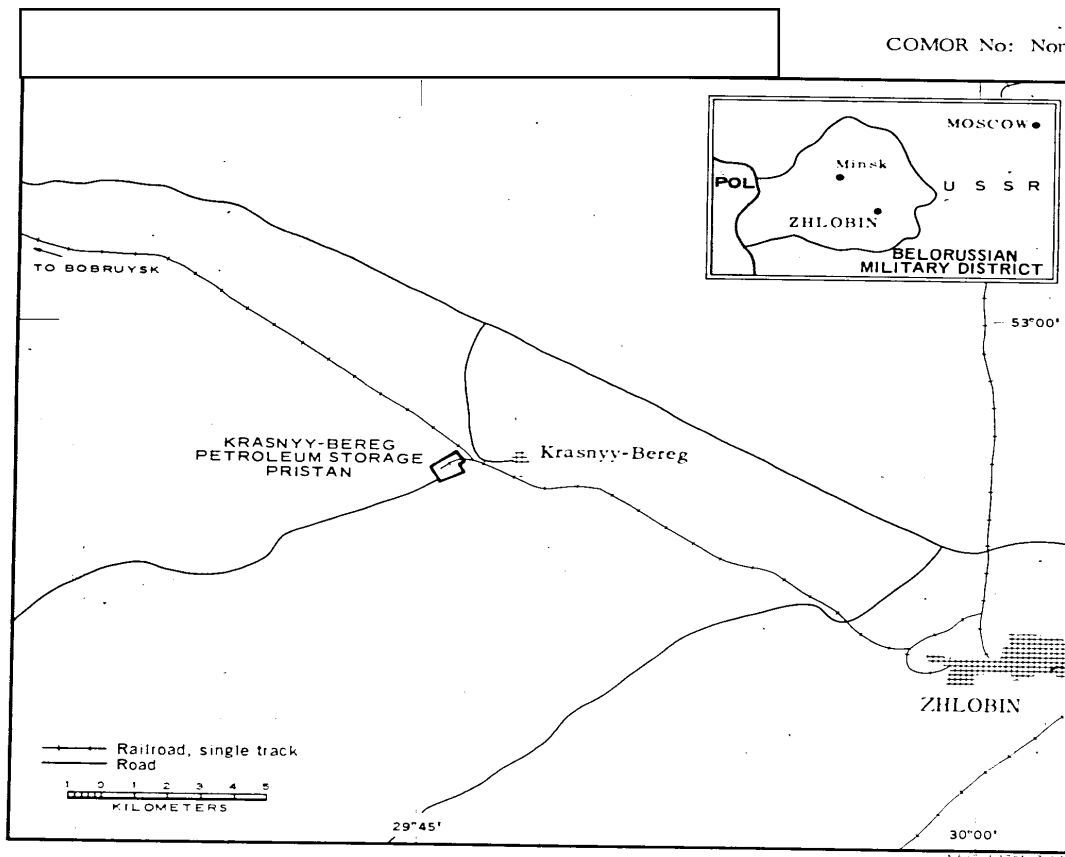 COMOR No:
MOSCOW
Minsk
POL
U S S R
ZHLOBIN
BELORUSSIAN
MILITARY DISTRICT
TO BOBRUYSK
53°00'
KRASNYY-BEREG
PETROLEUM STORAGE
PRISTAN
Krasnyy-Bereg
ZHLOBIN
Railroad, single track
Road
1 0 1 2 3 4 5
KILOMETERS
29°45'
30°00'